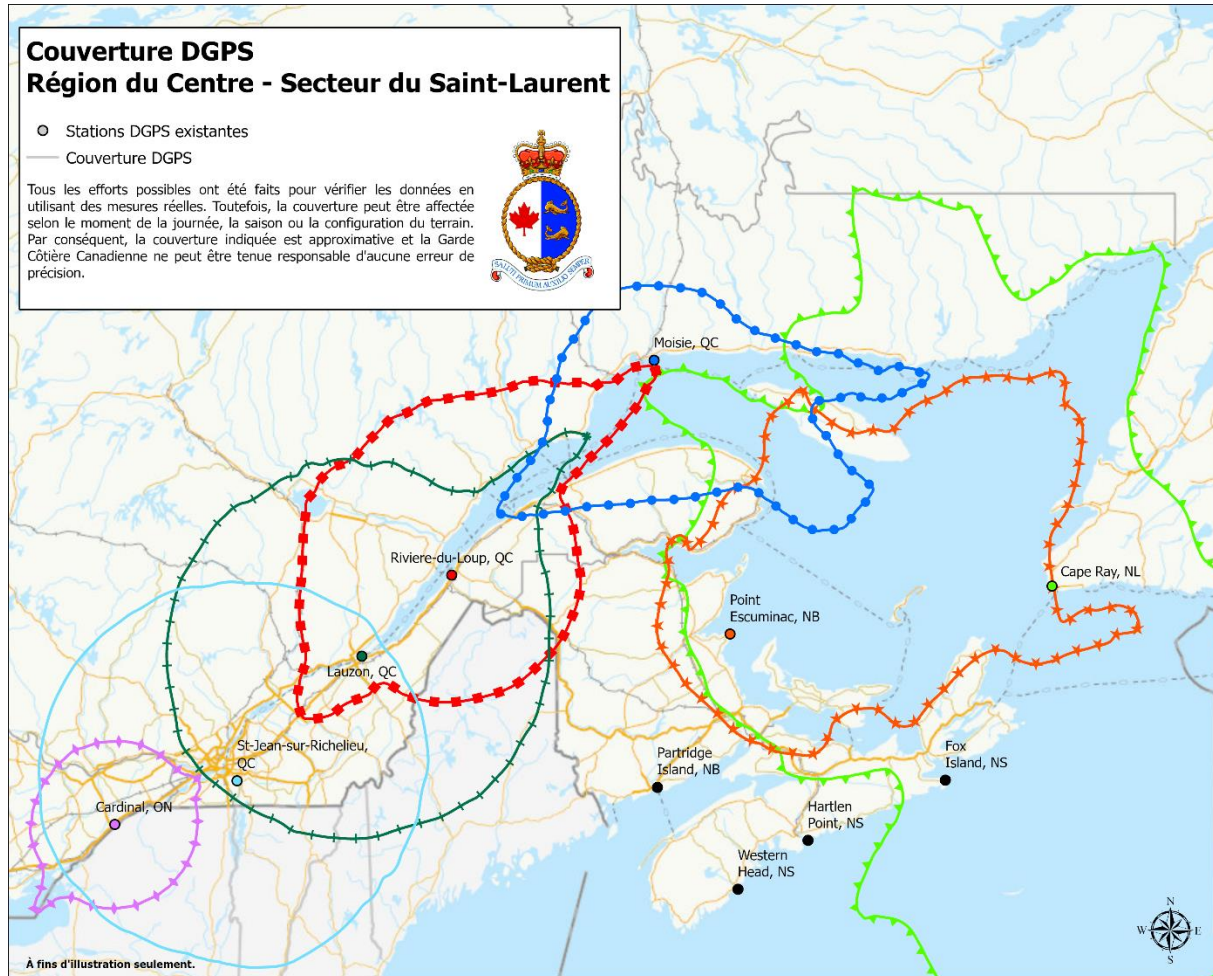 Couverture DGPS
Région du Centre - Secteur du Saint-Laurent
Stations DGPS existantes
Couverture DGPS
Tous les efforts possibles ont été faits pour vérifier les données en
utilisant des mesures réelles. Toutefois, la couverture peut être affectée
selon le moment de la journée, la saison ou la configuration du terrain.
Par conséquent, la couverture indiquée est approximative et la Garde
Côtière Canadienne ne peut être tenue responsable d'aucune erreur de
précision.
SALUTI PRIMUM AUXILIO SEMPER
Moisie, QC
Riviere-du-Loup, QC
Cape Ray, NL
Point
Escuminac, NB
Lauzon, QC
St-Jean-sur-Richelieu,
QC
Partridge
Island, NB
Fox
Island, NS
Cardinal, ON
Hartlen
Point, NS
Western
Head, NS
N
W
E
S
À fins d'illustration seulement.